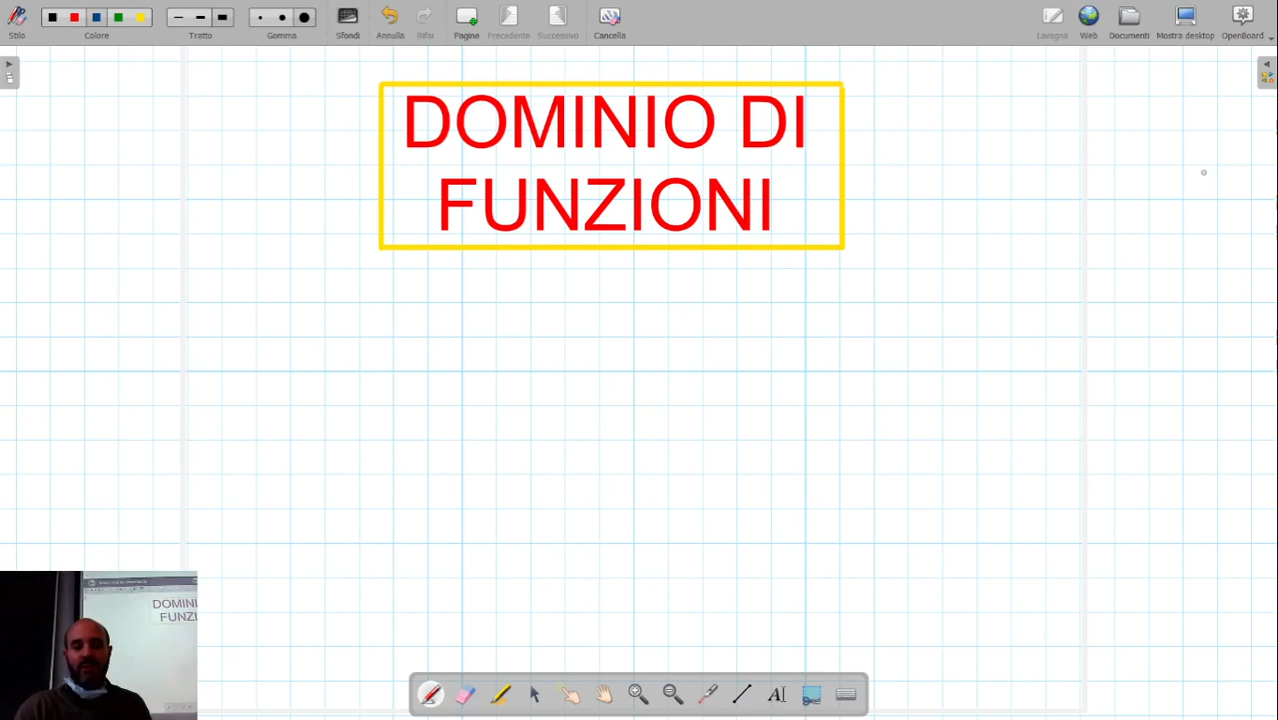 Stilo
Colore
Tratto
Gomma
Sfondi
Annulla
Rifai
Pagine
Precedente
Successivo
Cancella
Lavagna
Web
Documenti
Mostra desktop
OpenBoard
DOMINIO DI
FUNZIONI
DOMINI
FUNZI
AI